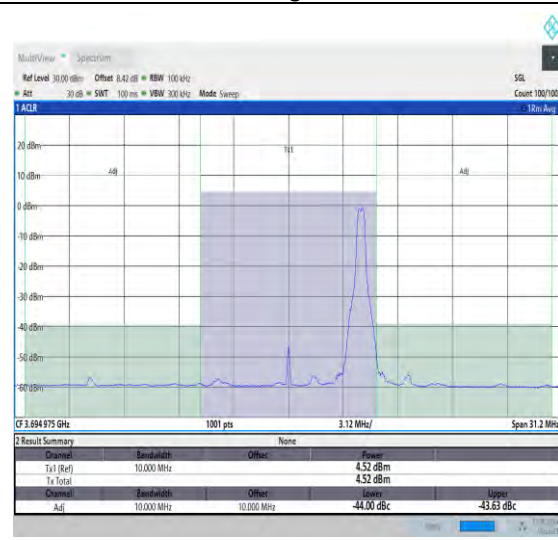 MultiView Spectrum
Ref Level 30.00 dBm Offset 8.42 dB RBW 100 kHz SGL
Att 30 dB SWT 100 ms VBW 300 kHz Mode Sweep Count 100/100
1 ACLR 1Rm Avg
Tx1
20 dBm
Adj Adj
10 dBm
0 dBm
-10 dBm
-20 dBm
-30 dBm
-40 dBm
-50 dBm
-60 dBm
CF 3.694 975 GHz 1001 pts 3.12 MHz/ Span 31.2 MHz
2 Result Summary None
Channel Bandwidth Offset Power
Tx1 (Ref) 10.000 MHz 4.52 dBm
Tx Total 4.52 dBm
Channel Bandwidth Offset Lower Upper
Adj 10.000 MHz 10.000 MHz -44.00 dBc -43.63 dBc